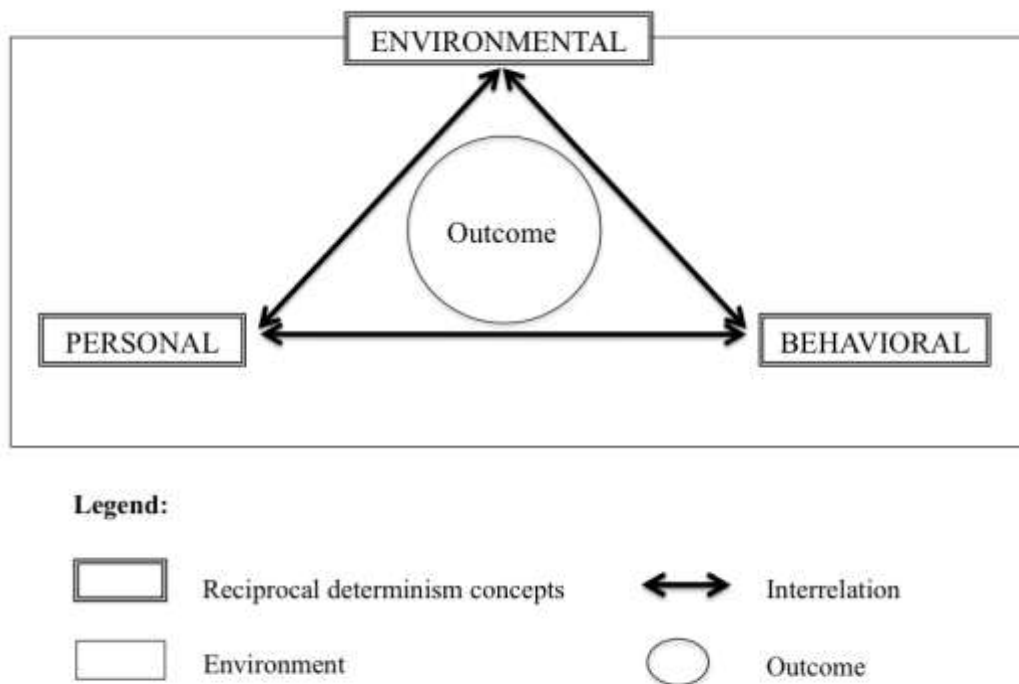 ENVIRONMENTAL
Outcome
PERSONAL
BEHAVIORAL
Legend:
Reciprocal determinism concepts
Interrelation
Environment
Outcome